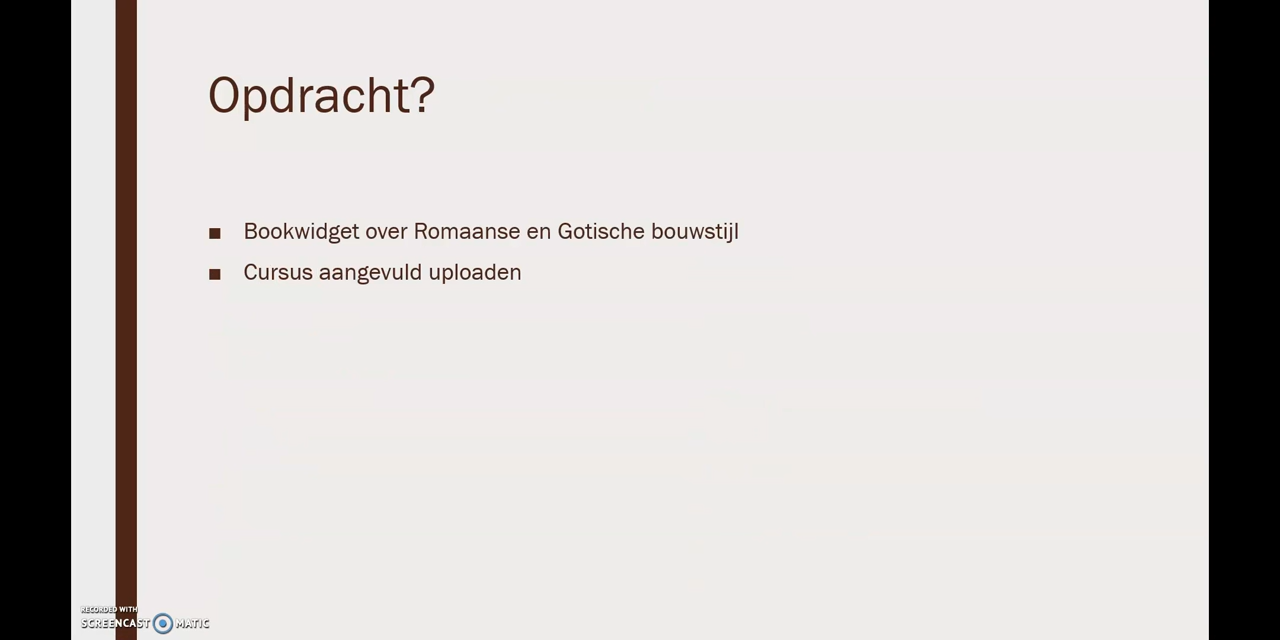 Opdracht?
■ Bookwidget over Romaanse en Gotische bouwstijl
■ Cursus aangevuld uploaden
RECORDED WITH
SCREENCAST MATIC